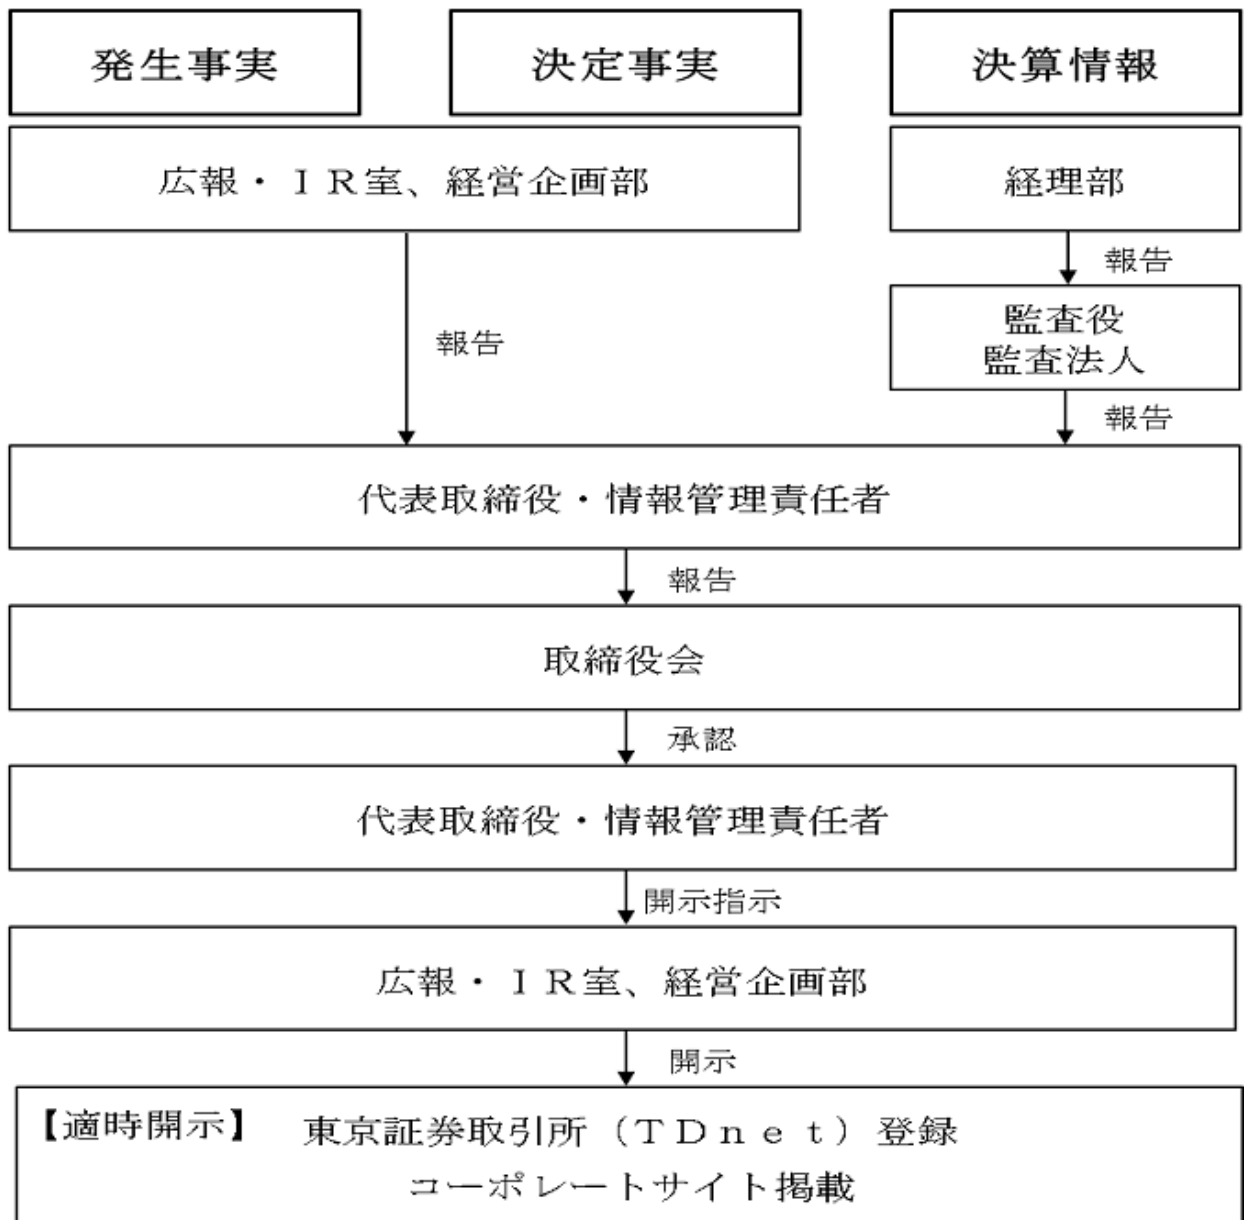 発生事実
決定事実
決算情報
広報・ＩＲ室、経営企画部
経理部
報告
監査役
監査法人
報告
報告
代表取締役・情報管理責任者
報告
取締役会
承認
代表取締役・情報管理責任者
開示指示
広報・ＩＲ室、経営企画部
開示
【適時開示】 東京証券取引所（ＴＤｎｅｔ）登録
コーポレートサイト掲載